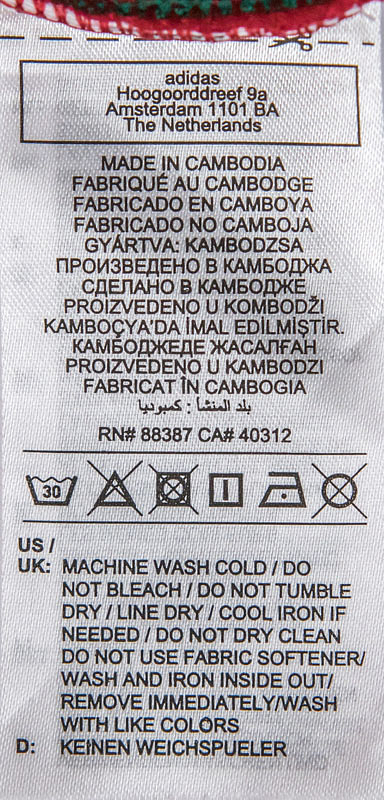 adidas
Hoogoorddreef 9a
Amsterdam 1101 BA
The Netherlands
MADE IN CAMBODIA
FABRIQUÉ AU CAMBODGE
FABRICADO EN CAMBOYA
FABRICADO NO CAMBOJA
GYÁRTVA: KAMBODZSA
ПРОИЗВЕДЕНО В КАМБОДЖА
СДЕЛАНО В КАМБОДЖЕ
PROIZVEDENO U KOMBODŽI
KAMBOÇYA'DA İMAL EDİLMİŞTİR.
КАМБОДЖЕДЕ ЖАСАЛҒАН
PROIZVEDENO U KAMBODZI
FABRICAT ÎN CAMBOGIA
بلد المنشأ : كمبوديا
RN# 88387 CA# 40312
30
US /
UK: MACHINE WASH COLD / DO
NOT BLEACH / DO NOT TUMBLE
DRY / LINE DRY / COOL IRON IF
NEEDED / DO NOT DRY CLEAN
DO NOT USE FABRIC SOFTENER/
WASH AND IRON INSIDE OUT/
REMOVE IMMEDIATELY/WASH
WITH LIKE COLORS
D: KEINEN WEICHSPUELER